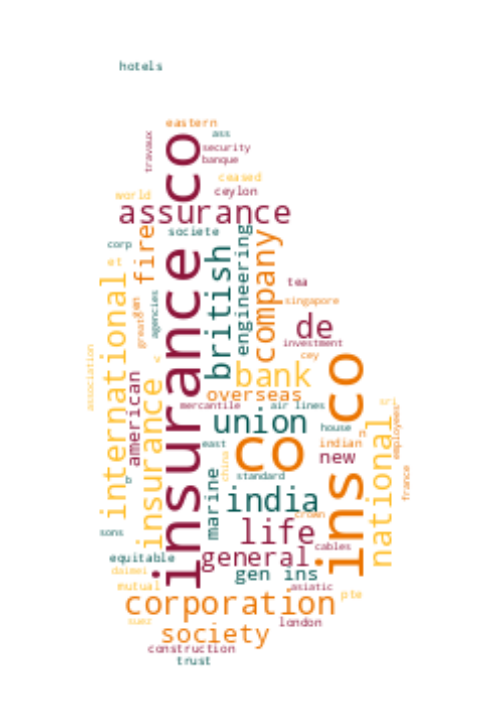 hotels
eastern
ass
travaux
security
banque
ceased
world
ceylon
assurance
insurance co
societe
corp
fire
british
engineering
company
et
international
tea
great
gen
agencies
singapore
de
investment
cey
association
american
insurance
v
bank
overseas
mercantile
air lines
union
house
employees
national
ins co
east
co
indian
new
china
standard
marine
france
india
crown
life
sons
cables
equitable
general
daimei
gen ins
asiatic
mutual
pte
corporation
suez
london
society
construction
trust